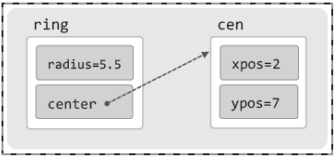 ring
cen
radius=5.5
xpos=2
center
ypos=7